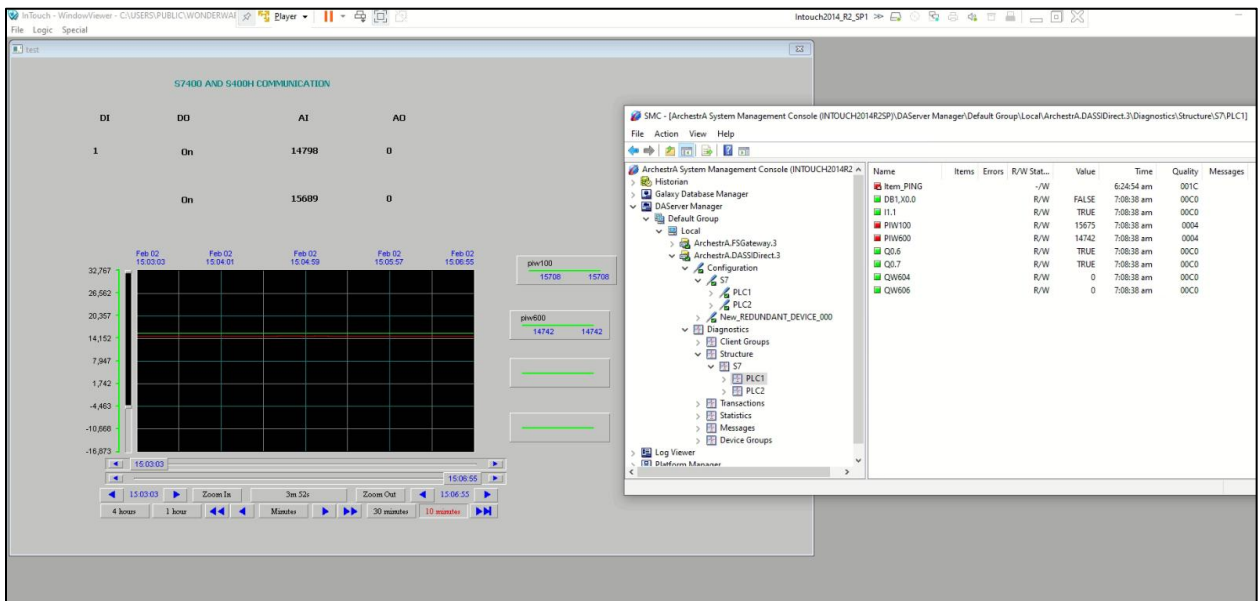 InTouch - WindowViewer - C:\USERS\PUBLIC\WONDERWAI
Player
Intouch2014_R2_SP1
File Logic Special
test
S7400 AND S400H COMMUNICATION
DI DO AI AO
1 On 14798 0
On 15689 0
Feb 02 Feb 02 Feb 02 Feb 02 Feb 02
15:03:03 15:04:01 15:04:59 15:05:57 15:06:55
32,767
26,562
20,357
14,152
7,947
1,742
-4,463
-10,668
-16,873
piw100
15708 15708
piw600
14742 14742
15:03:03
15:06:55
15:03:03 Zoom In 3m 52s Zoom Out 15:06:55
4 hours 1 hour Minutes 30 minutes 10 minutes
SMC - [ArchestrA System Management Console (INTOUCH2014R2SP)\DAServer Manager\Default Group\Local\ArchestrA.DASSIDirect.3\Diagnostics\Structure\S7\PLC1]
File Action View Help
ArchestrA System Management Console (INTOUCH2014R2
Historian
Galaxy Database Manager
DAServer Manager
Default Group
Local
ArchestrA.FSGateway.3
ArchestrA.DASSIDirect.3
Configuration
S7
PLC1
PLC2
New_REDUNDANT_DEVICE_000
Diagnostics
Client Groups
Structure
S7
PLC1
PLC2
Transactions
Statistics
Messages
Device Groups
Log Viewer
Platform Manager
Name Items Errors R/W Stat... Value Time Quality Messages
Item_PING -/W 6:24:54 am 001C
DB1,X0.0 R/W FALSE 7:08:38 am 00C0
I1.1 R/W TRUE 7:08:38 am 00C0
PIW100 R/W 15675 7:08:38 am 0004
PIW600 R/W 14742 7:08:38 am 0004
Q0.6 R/W TRUE 7:08:38 am 00C0
Q0.7 R/W TRUE 7:08:38 am 00C0
QW604 R/W 0 7:08:38 am 00C0
QW606 R/W 0 7:08:38 am 00C0